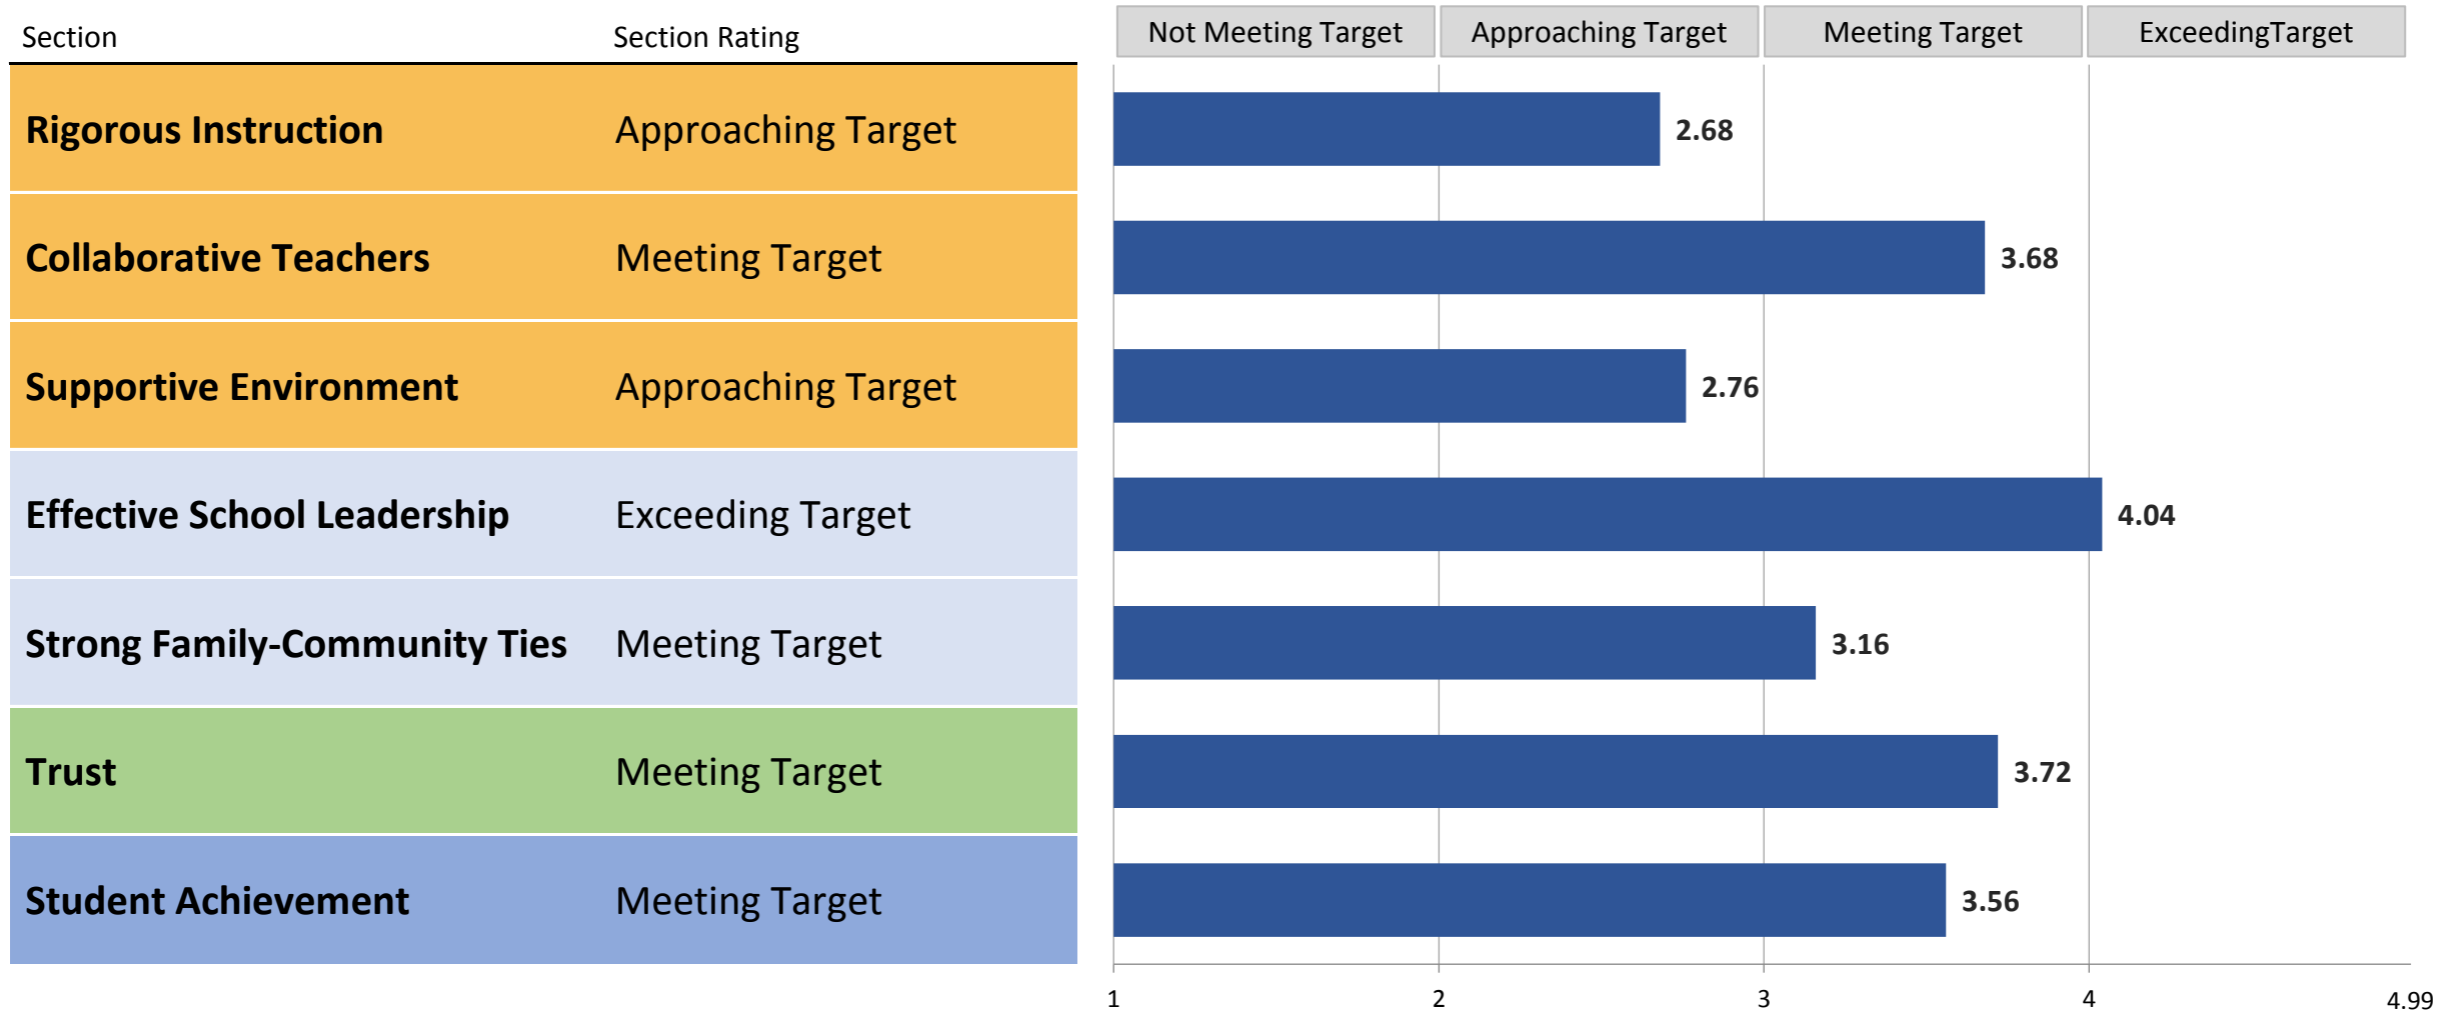 Section Section Rating Not Meeting Target Approaching Target Meeting Target ExceedingTarget
Rigorous Instruction Approaching Target 2.68
Collaborative Teachers Meeting Target 3.68
Supportive Environment Approaching Target 2.76
Effective School Leadership Exceeding Target 4.04
Strong Family-Community Ties Meeting Target 3.16
Trust Meeting Target 3.72
Student Achievement Meeting Target 3.56
1 2 3 4 4.99